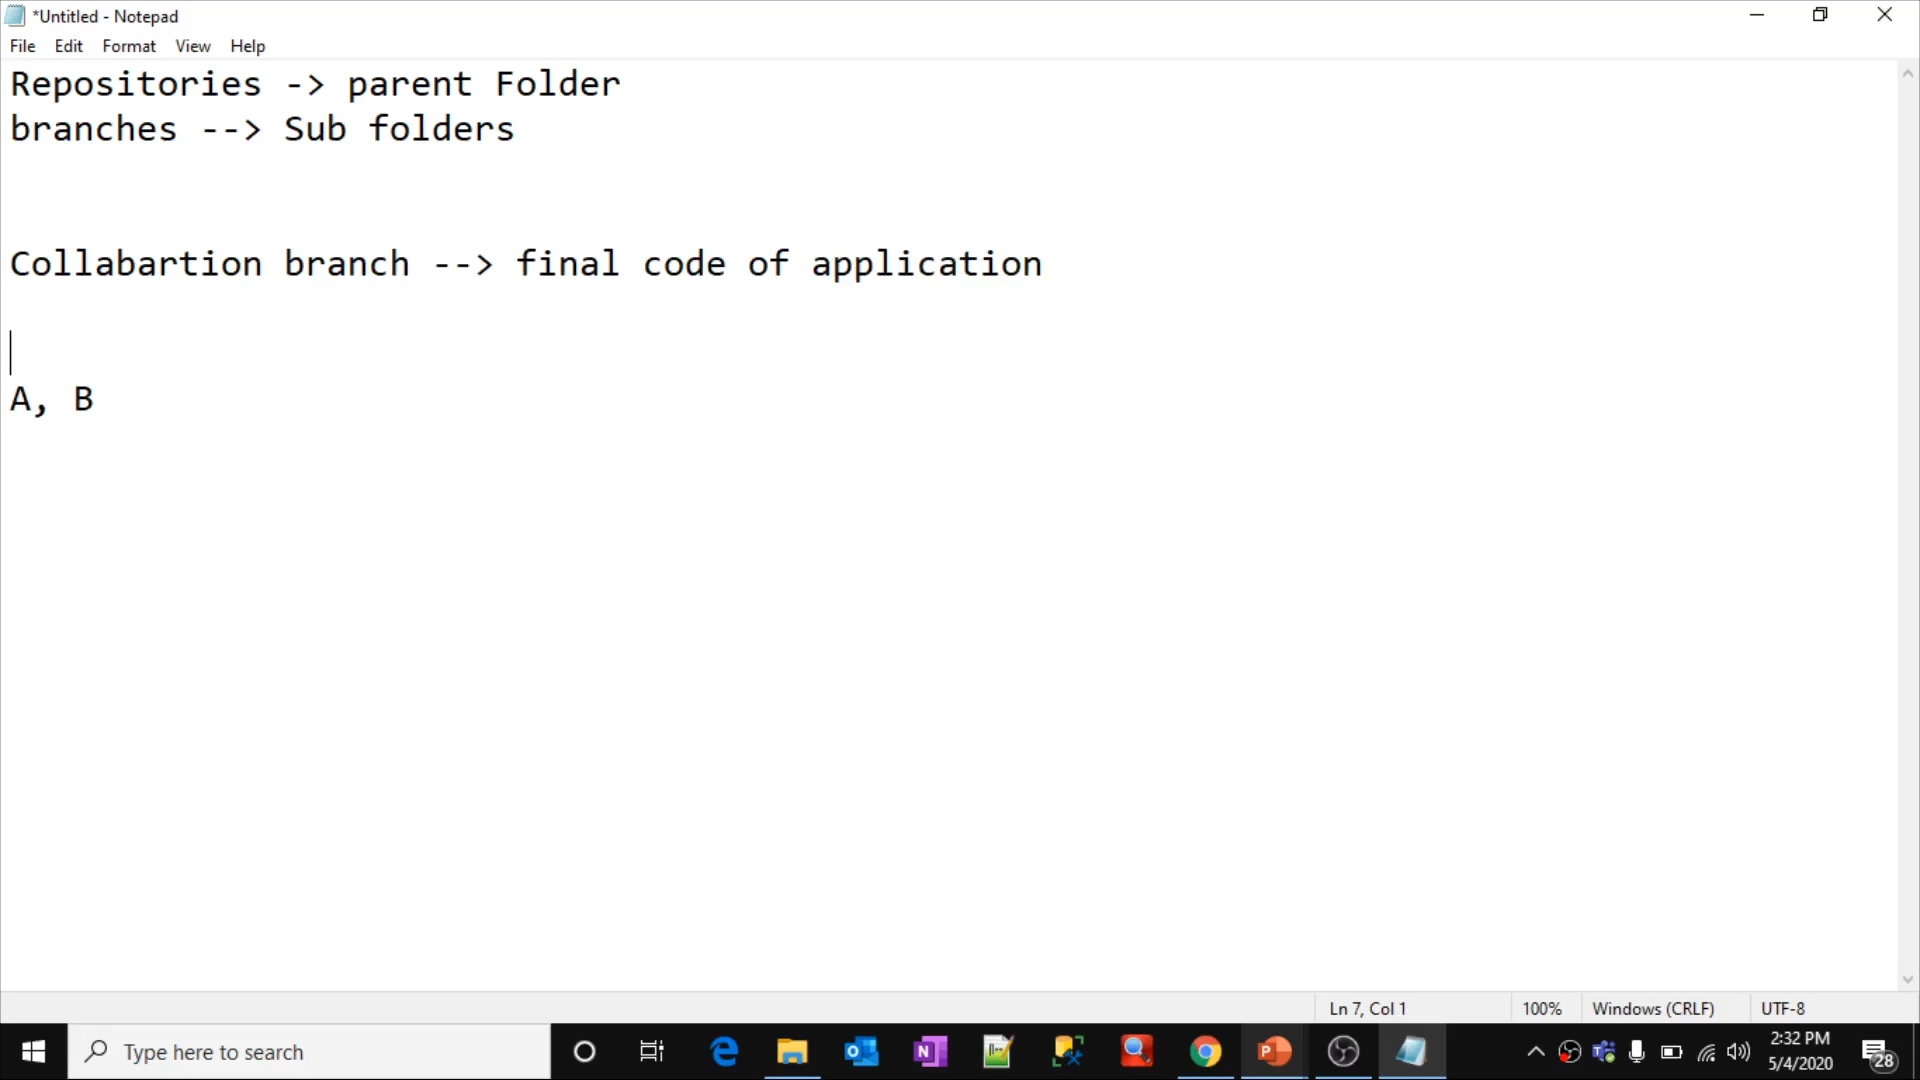 *Untitled - Notepad
File Edit Format View Help
Repositories -> parent Folder
branches --> Sub folders
Collabartion branch --> final code of application
A, B
Ln 7, Col 1 100% Windows (CRLF) UTF-8
Type here to search
2:32 PM
5/4/2020
28